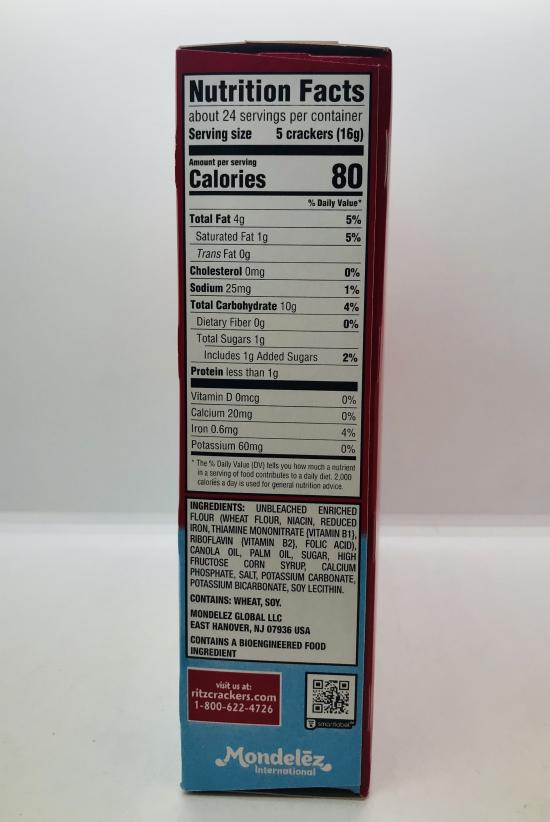 Nutrition Facts
about 24 servings per container
Serving size 5 crackers (16g)
Amount per serving
Calories 80
% Daily Value*
Total Fat 4g 5%
Saturated Fat 1g 5%
Trans Fat 0g
Cholesterol 0mg 0%
Sodium 25mg 1%
Total Carbohydrate 10g 4%
Dietary Fiber 0g 0%
Total Sugars 1g
Includes 1g Added Sugars 2%
Protein less than 1g
Vitamin D 0mcg 0%
Calcium 20mg 0%
Iron 0.6mg 4%
Potassium 60mg 0%
* The % Daily Value (DV) tells you how much a nutrient
in a serving of food contributes to a daily diet. 2,000
calories a day is used for general nutrition advice.
INGREDIENTS: UNBLEACHED ENRICHED
FLOUR (WHEAT FLOUR, NIACIN, REDUCED
IRON, THIAMINE MONONITRATE {VITAMIN B1},
RIBOFLAVIN {VITAMIN B2}, FOLIC ACID),
CANOLA OIL, PALM OIL, SUGAR, HIGH
FRUCTOSE CORN SYRUP, CALCIUM
PHOSPHATE, SALT, POTASSIUM CARBONATE,
POTASSIUM BICARBONATE, SOY LECITHIN.
CONTAINS: WHEAT, SOY.
MONDELEZ GLOBAL LLC
EAST HANOVER, NJ 07936 USA
CONTAINS A BIOENGINEERED FOOD
INGREDIENT
visit us at:
ritzcrackers.com
1-800-622-4726
smartlabel™
Mondelēz
International